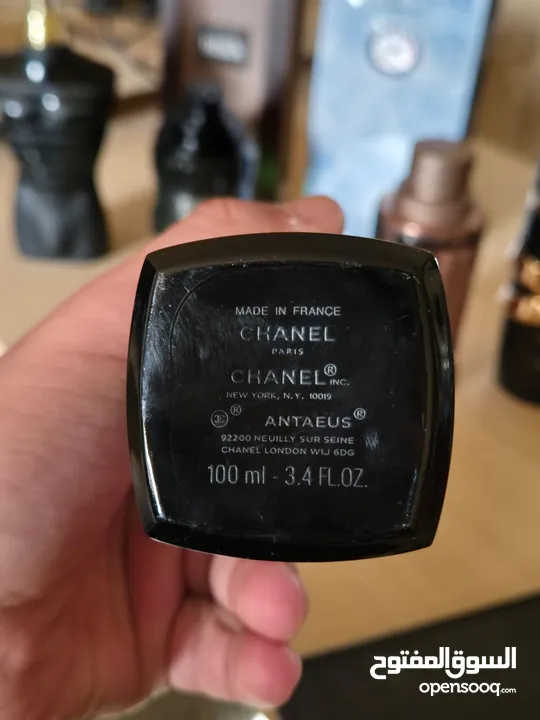 MADE IN FRANCE
CHANEL
PARIS
CHANEL® INC.
NEW YORK, N.Y. 10019
® ANTAEUS®
92200 NEUILLY SUR SEINE
CHANEL LONDON W1J 6DG
100 ml - 3.4 FL.OZ.
السوق المفتوح
opensooq.com